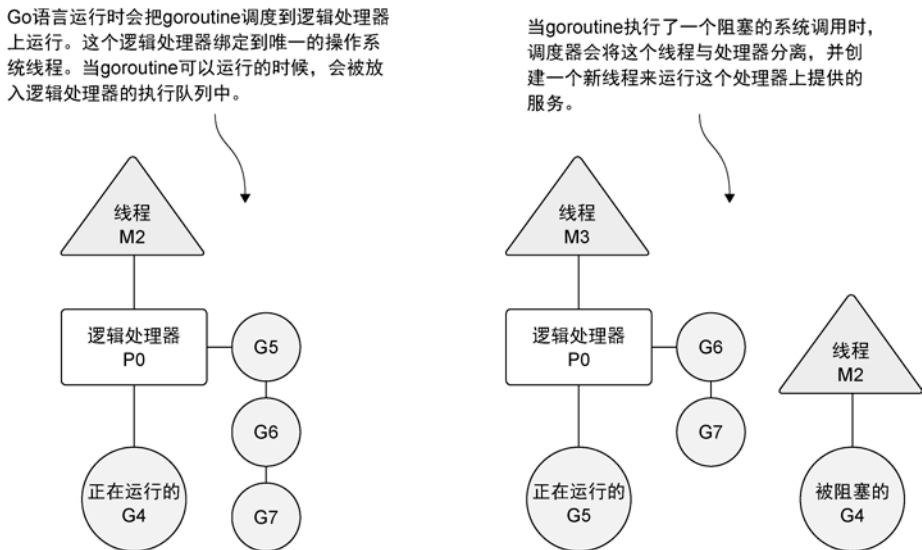 Go语言运行时会把goroutine调度到逻辑处理器
上运行。这个逻辑处理器绑定到唯一的操作系
统线程。当goroutine可以运行的时候，会被放
入逻辑处理器的执行队列中。
当goroutine执行了一个阻塞的系统调用时，
调度器会将这个线程与处理器分离，并创
建一个新线程来运行这个处理器上提供的
服务。
线程
M2
逻辑处理器
P0
G5
G6
G7
正在运行的
G4
线程
M3
逻辑处理器
P0
G6
G7
正在运行的
G5
线程
M2
被阻塞的
G4